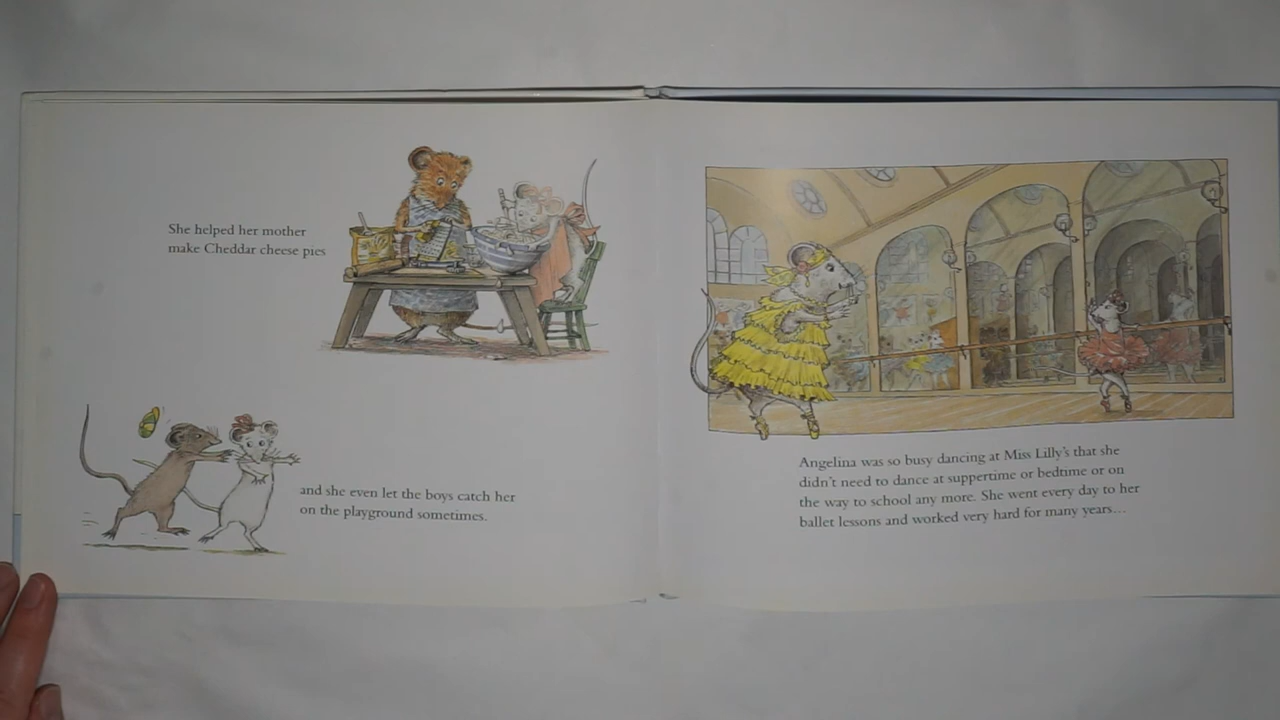 She helped her mother
make Cheddar cheese pies
and she even let the boys catch her
on the playground sometimes.
Angelina was so busy dancing at Miss Lilly's that she
didn't need to dance at suppertime or bedtime or on
the way to school any more. She went every day to her
ballet lessons and worked very hard for many years...